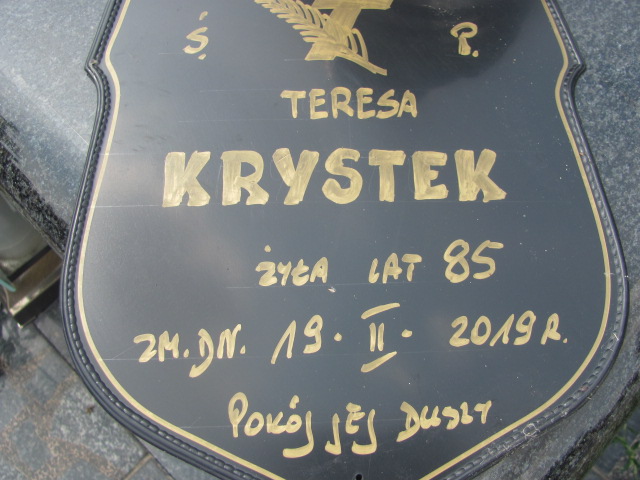 Ś. P.
TERESA
KRYSTEK
ŻYŁA LAT 85
ZM. DN. 19. II. 2019 R.
POKÓJ JEJ DUSZY